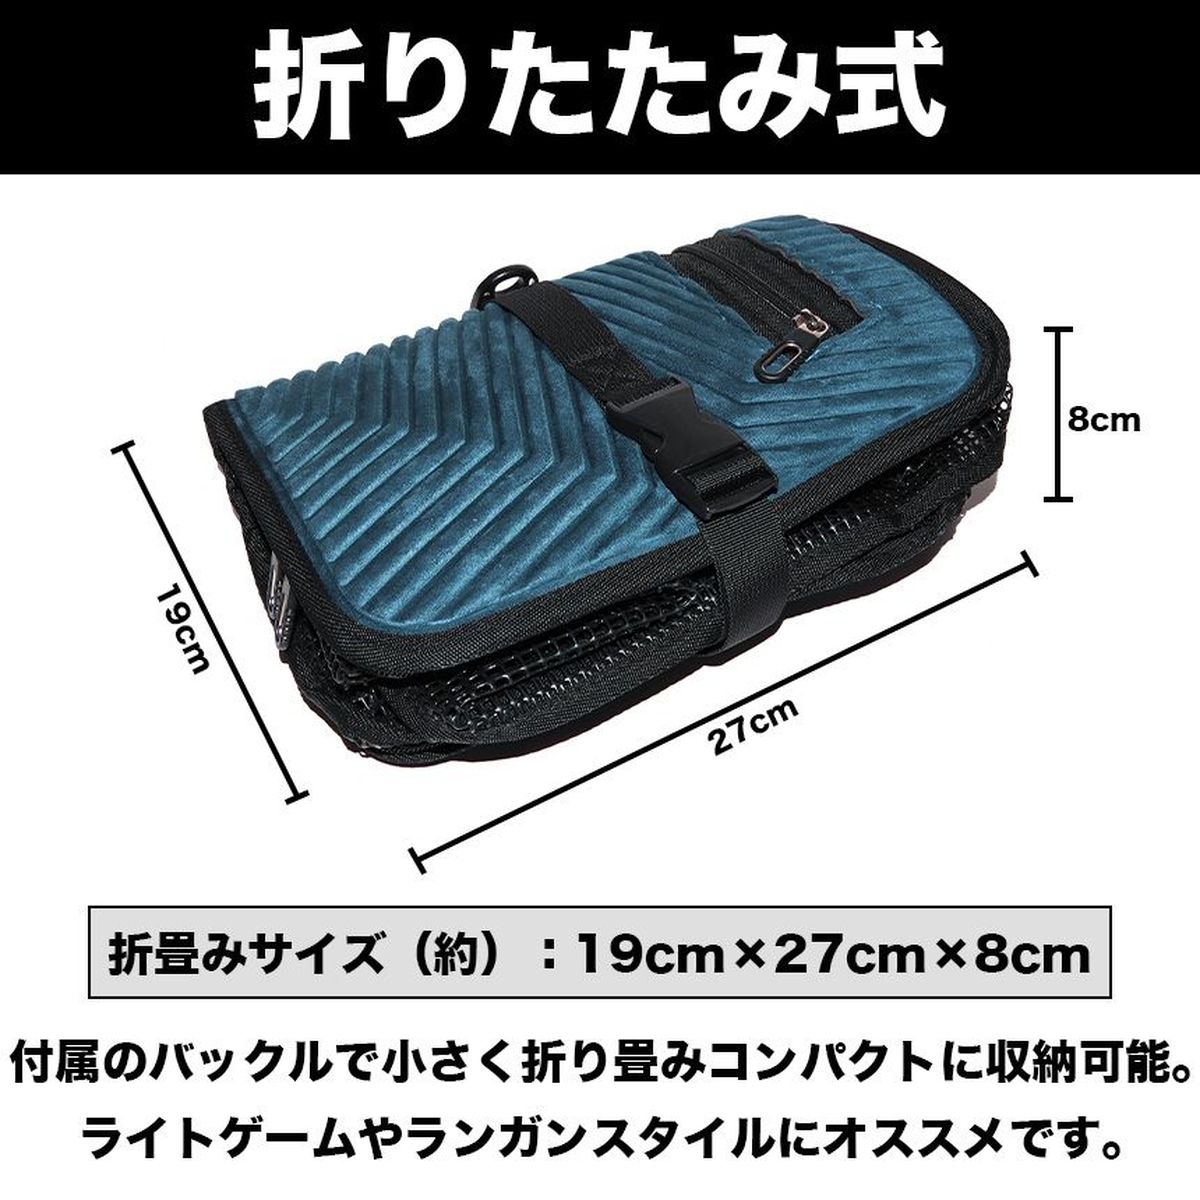 折りたたみ式
8cm
19cm
27cm
折畳みサイズ（約）：19cm×27cm×8cm
付属のバックルで小さく折り畳みコンパクトに収納可能。
ライトゲームやランガンスタイルにオススメです。